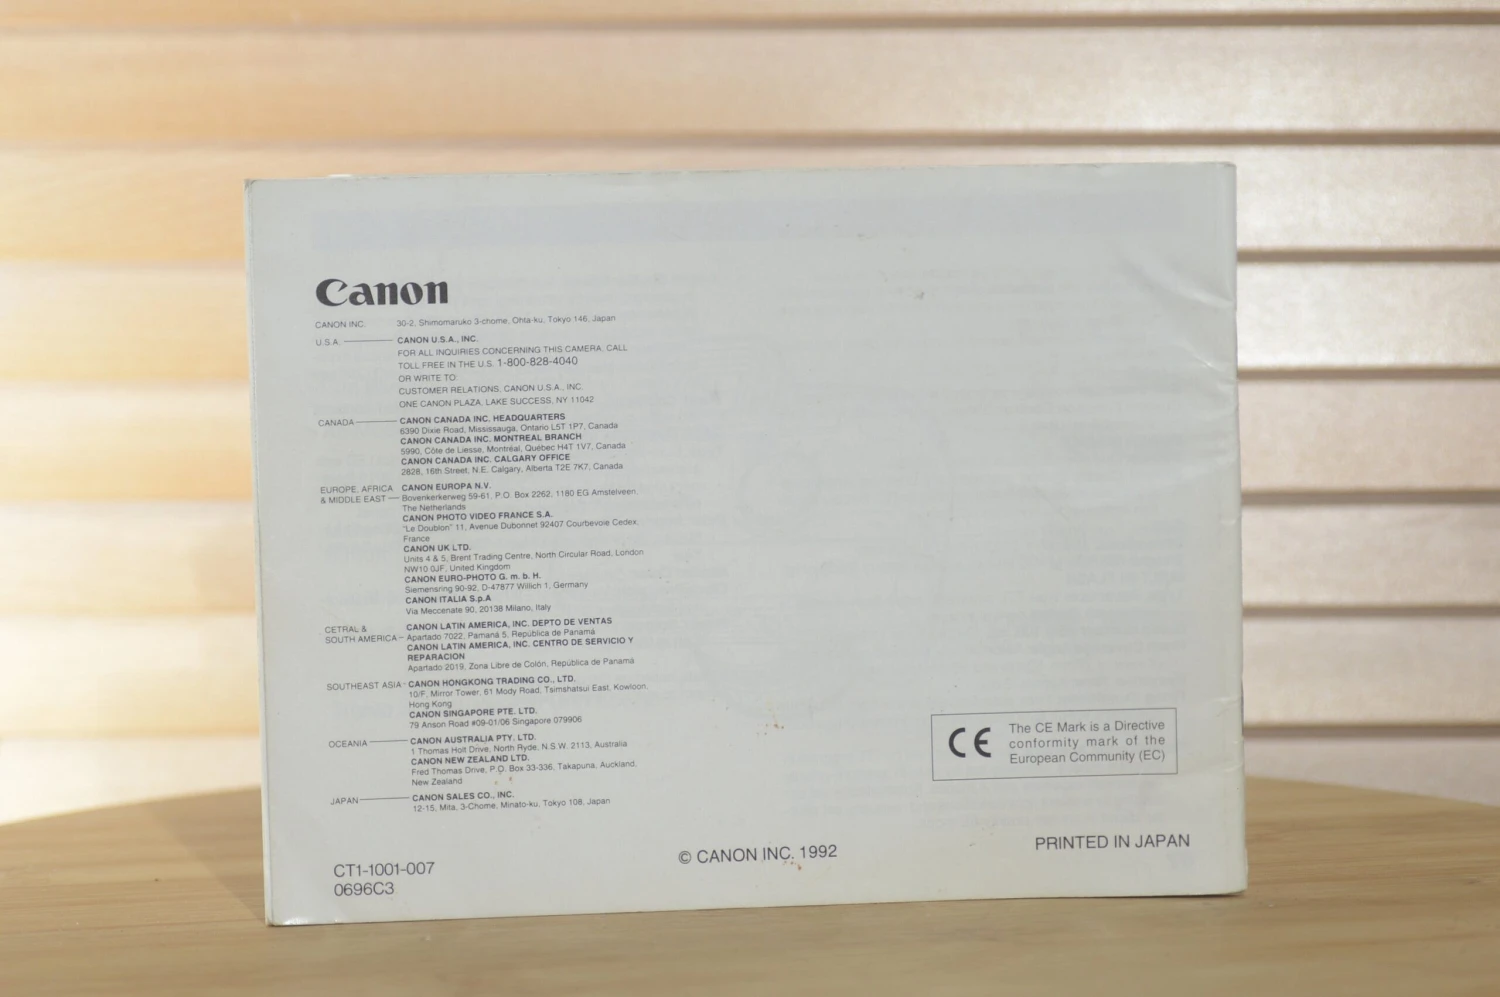 Canon
CANON INC. 30-2, Shimomaruko 3-chome, Ohta-ku, Tokyo 146, Japan
U.S.A. CANON U.S.A., INC.
FOR ALL INQUIRIES CONCERNING THIS CAMERA, CALL
TOLL FREE IN THE U.S. 1-800-828-4040
OR WRITE TO:
CUSTOMER RELATIONS, CANON U.S.A., INC.
ONE CANON PLAZA, LAKE SUCCESS, NY 11042
CANADA CANON CANADA INC. HEADQUARTERS
6390 Dixie Road, Mississauga, Ontario L5T 1P7, Canada
CANON CANADA INC. MONTREAL BRANCH
5990, Côte de Liesse, Montréal, Québec H4T 1V7, Canada
CANON CANADA INC. CALGARY OFFICE
2828, 16th Street, N.E. Calgary, Alberta T2E 7K7, Canada
EUROPE, AFRICA CANON EUROPA N.V.
& MIDDLE EAST Bovenkerkerweg 59-61, P.O. Box 2262, 1180 EG Amstelveen,
The Netherlands
CANON PHOTO VIDEO FRANCE S.A.
"Le Doublon" 11, Avenue Dubonnet 92407 Courbevoie Cedex,
France
CANON UK LTD.
Units 4 & 5, Brent Trading Centre, North Circular Road, London
NW10 0JF, United Kingdom
CANON EURO-PHOTO G. m. b. H.
Siemensring 90-92, D-47877 Willich 1, Germany
CANON ITALIA S.p.A
Via Meccenate 90, 20138 Milano, Italy
CETRAL & CANON LATIN AMERICA, INC. DEPTO DE VENTAS
SOUTH AMERICA Apartado 7022, Pamaná 5, República de Panamá
CANON LATIN AMERICA, INC. CENTRO DE SERVICIO Y
REPARACION
Apartado 2019, Zona Libre de Colón, República de Panamá
SOUTHEAST ASIA CANON HONGKONG TRADING CO., LTD.
10/F, Mirror Tower, 61 Mody Road, Tsimshatsui East, Kowloon,
Hong Kong
CANON SINGAPORE PTE. LTD.
79 Anson Road #09-01/06 Singapore 079906
OCEANIA CANON AUSTRALIA PTY. LTD.
1 Thomas Holt Drive, North Ryde, N.S.W. 2113, Australia
CANON NEW ZEALAND LTD.
Fred Thomas Drive, P.O. Box 33-336, Takapuna, Auckland,
New Zealand
JAPAN CANON SALES CO., INC.
12-15, Mita, 3-Chome, Minato-ku, Tokyo 108, Japan
CE The CE Mark is a Directive
conformity mark of the
European Community (EC)
CT1-1001-007
0696C3
© CANON INC. 1992
PRINTED IN JAPAN